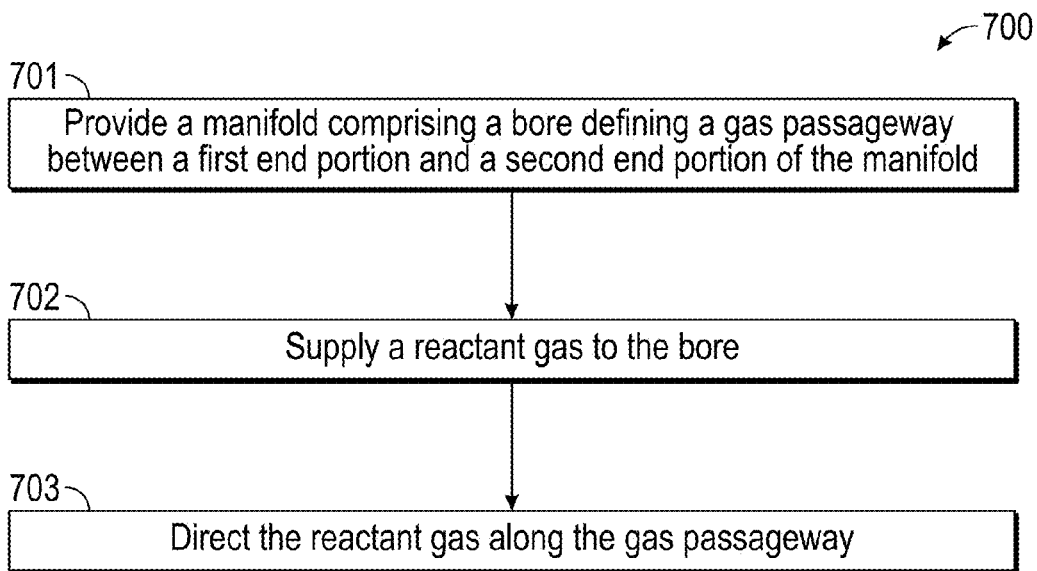 700
701
Provide a manifold comprising a bore defining a gas passageway
between a first end portion and a second end portion of the manifold
702
Supply a reactant gas to the bore
703
Direct the reactant gas along the gas passageway